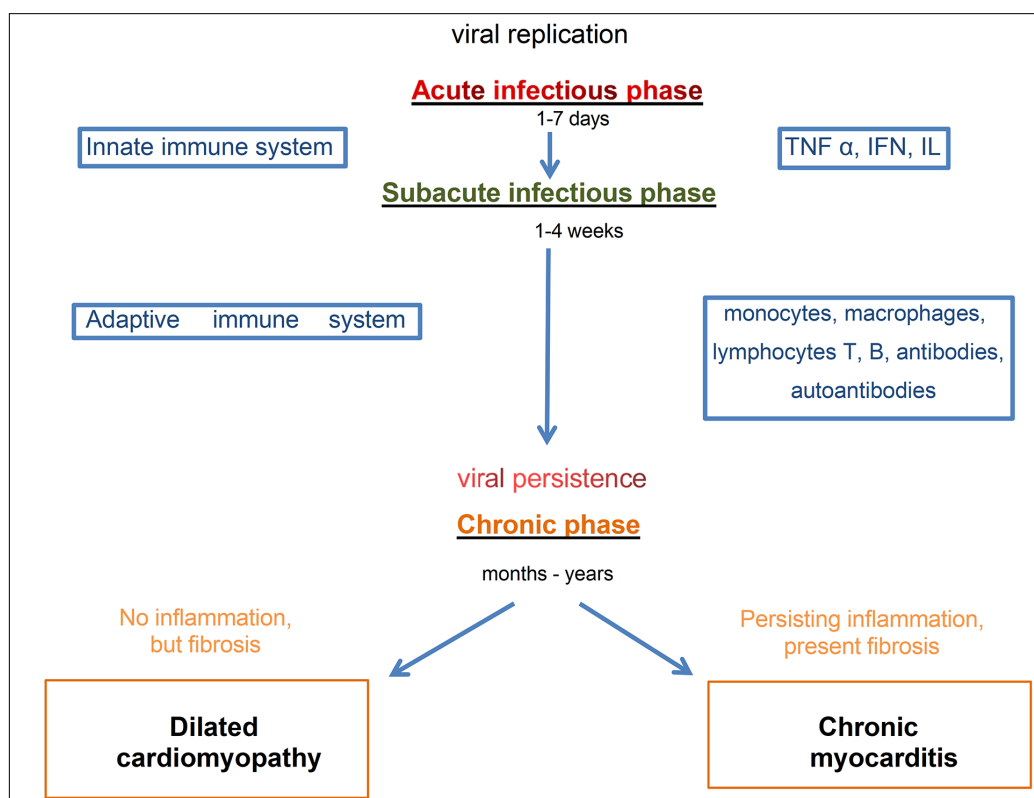 viral replication
Acute infectious phase
1-7 days
Innate immune system
TNF α, IFN, IL
Subacute infectious phase
1-4 weeks
Adaptive immune system
monocytes, macrophages,
lymphocytes T, B, antibodies,
autoantibodies
viral persistence
Chronic phase
months - years
No inflammation,
but fibrosis
Persisting inflammation,
present fibrosis
Dilated
cardiomyopathy
Chronic
myocarditis